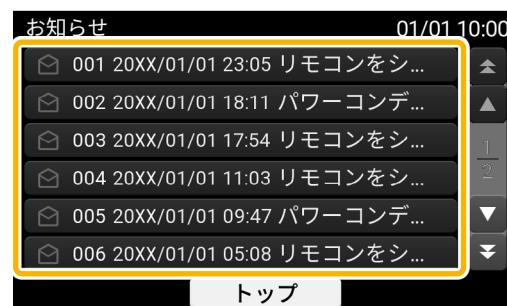 お知らせ 01/01 10:00
001 20XX/01/01 23:05 リモコンをシ...
002 20XX/01/01 18:11 パワーコンデ...
003 20XX/01/01 17:54 リモコンをシ...
004 20XX/01/01 11:03 リモコンをシ...
005 20XX/01/01 09:47 パワーコンデ...
006 20XX/01/01 05:08 リモコンをシ...
1
2
トップ